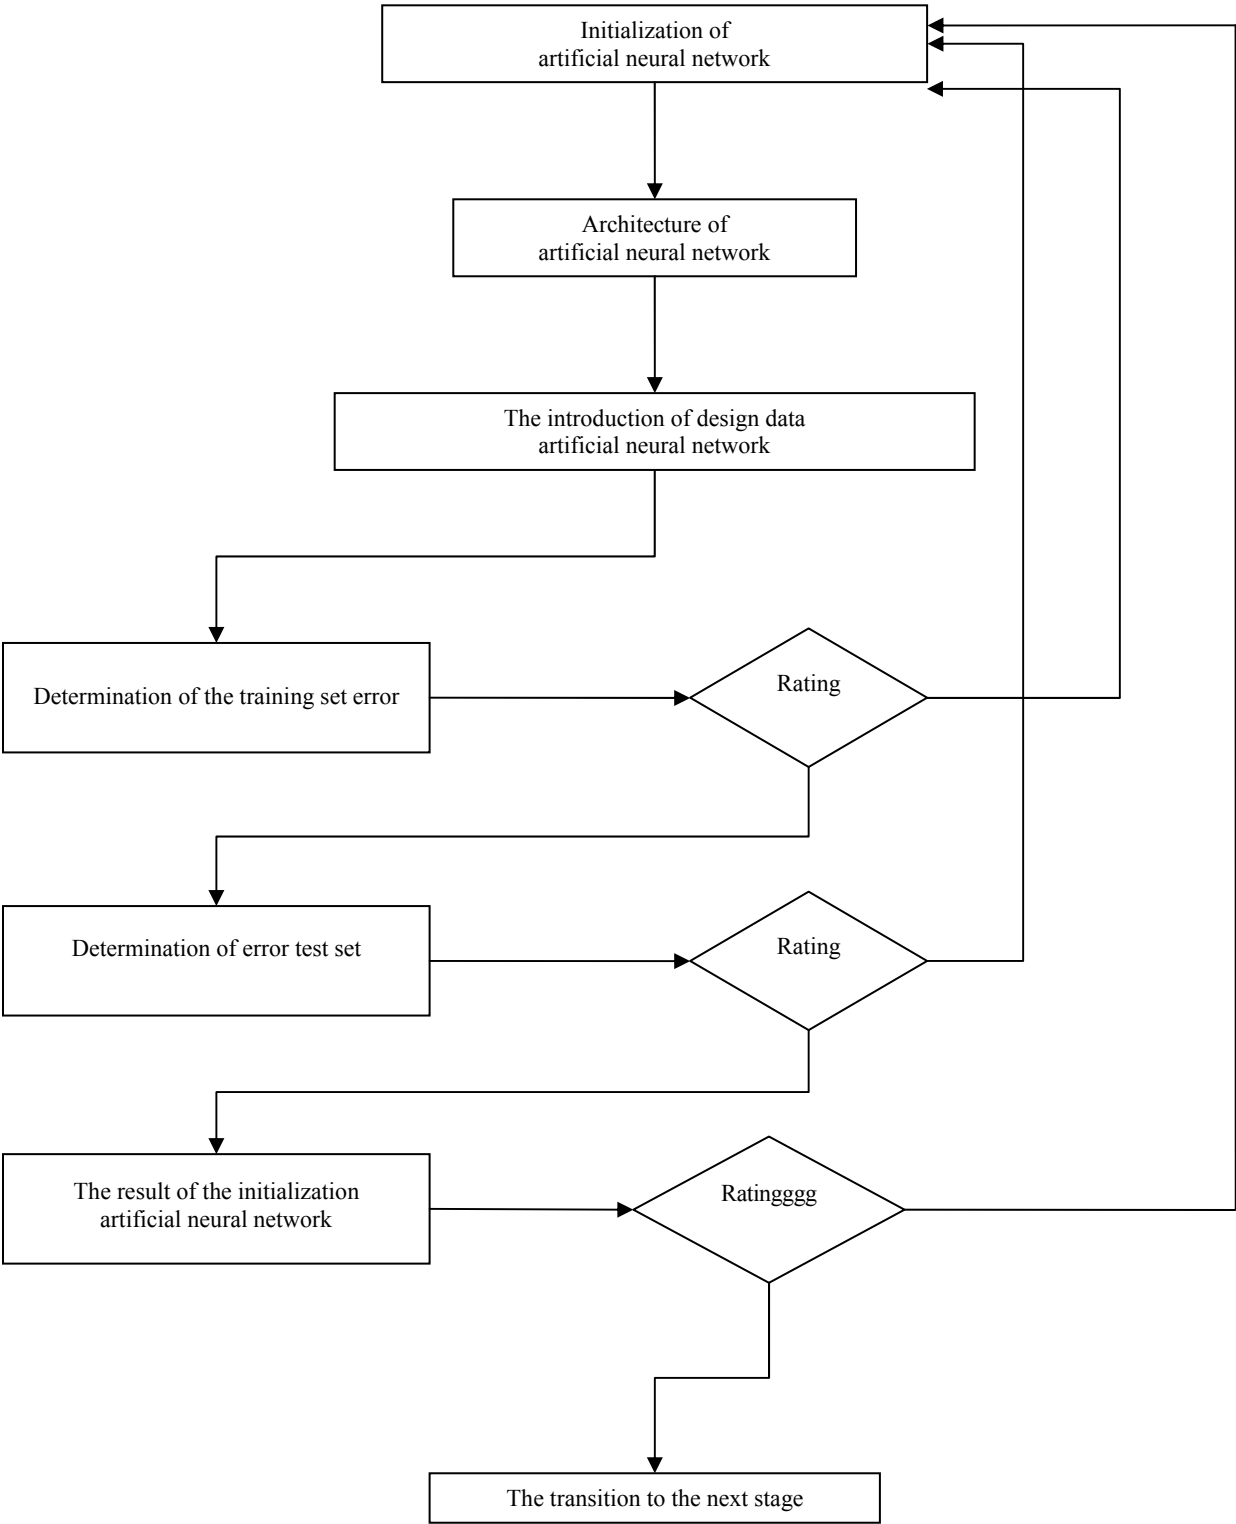 Initialization of
artificial neural network
Architecture of
artificial neural network
The introduction of design data
artificial neural network
Determination of the training set error
Rating
Determination of error test set
Rating
The result of the initialization
artificial neural network
Ratingggg
The transition to the next stage